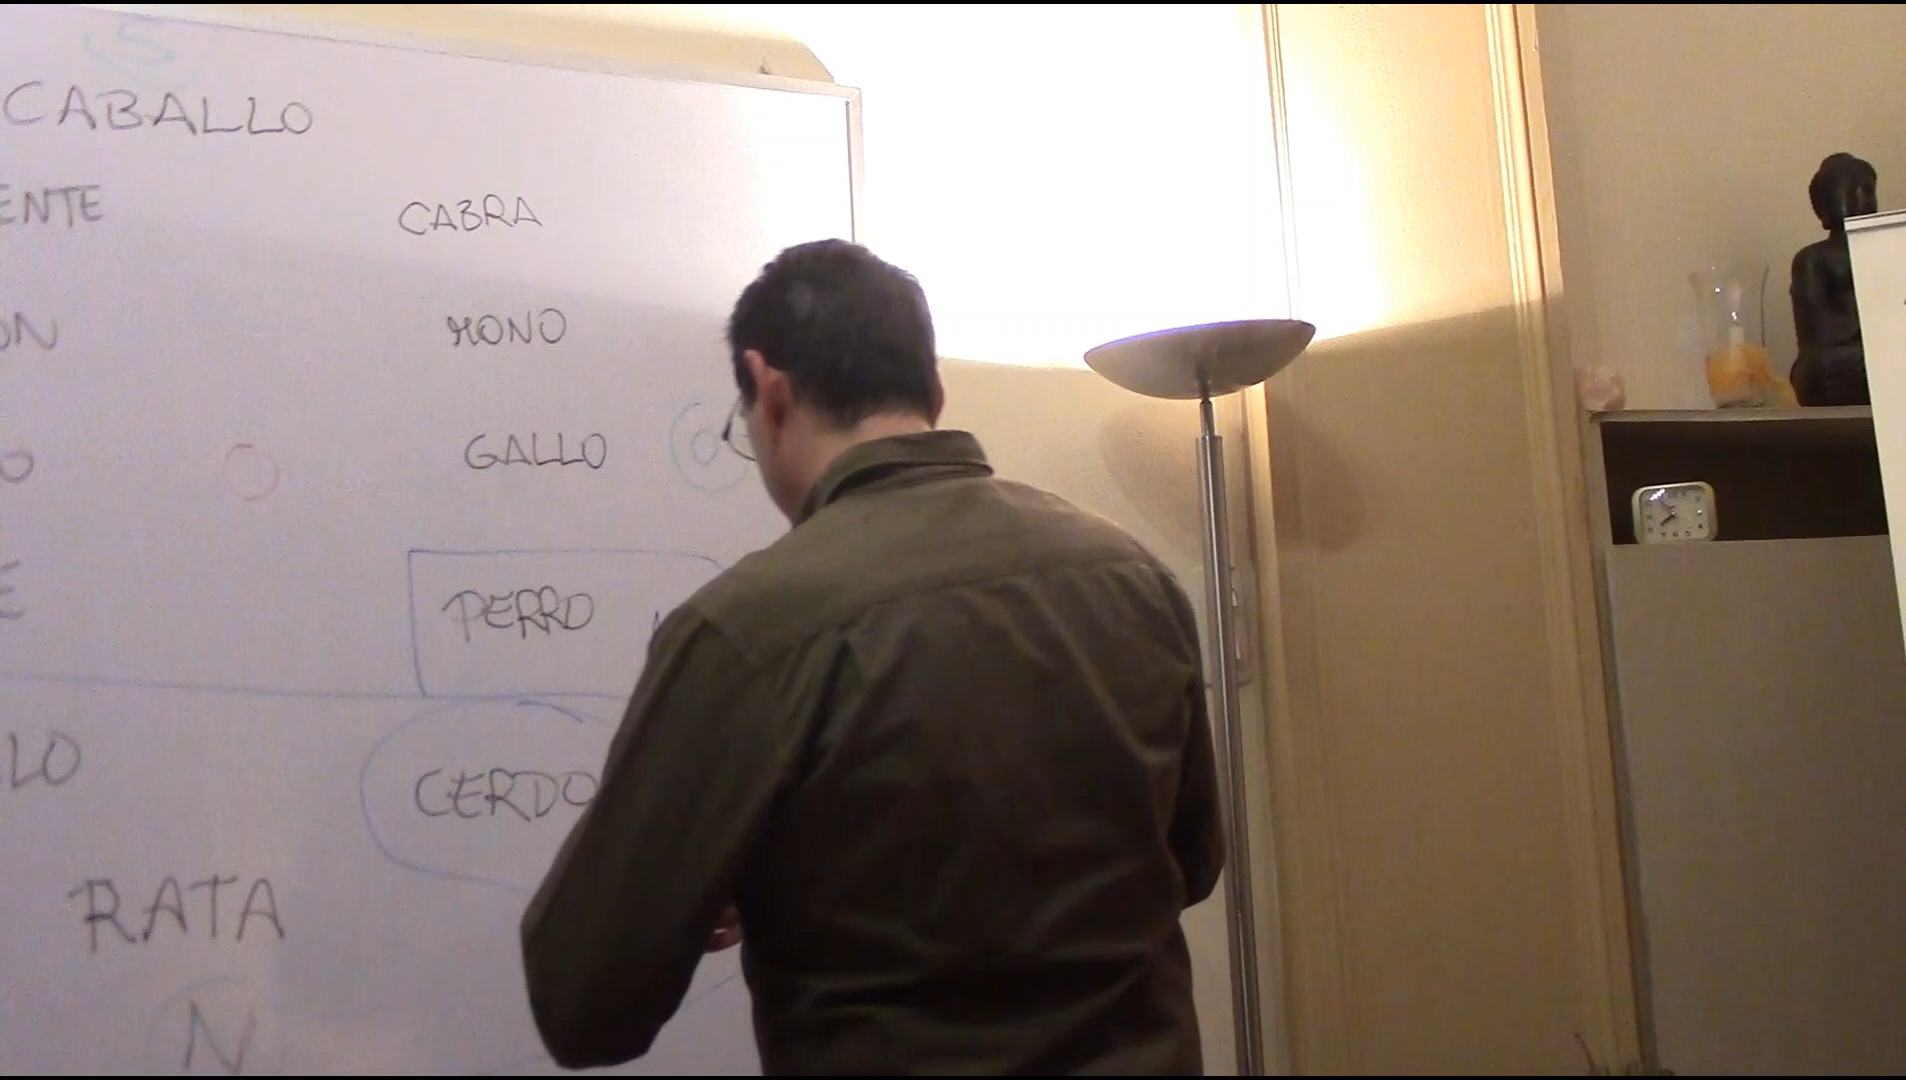 S
CABALLO
ENTE CABRA
ON MONO
O GALLO O
PERRO
E
LO CERDO
RATA
N